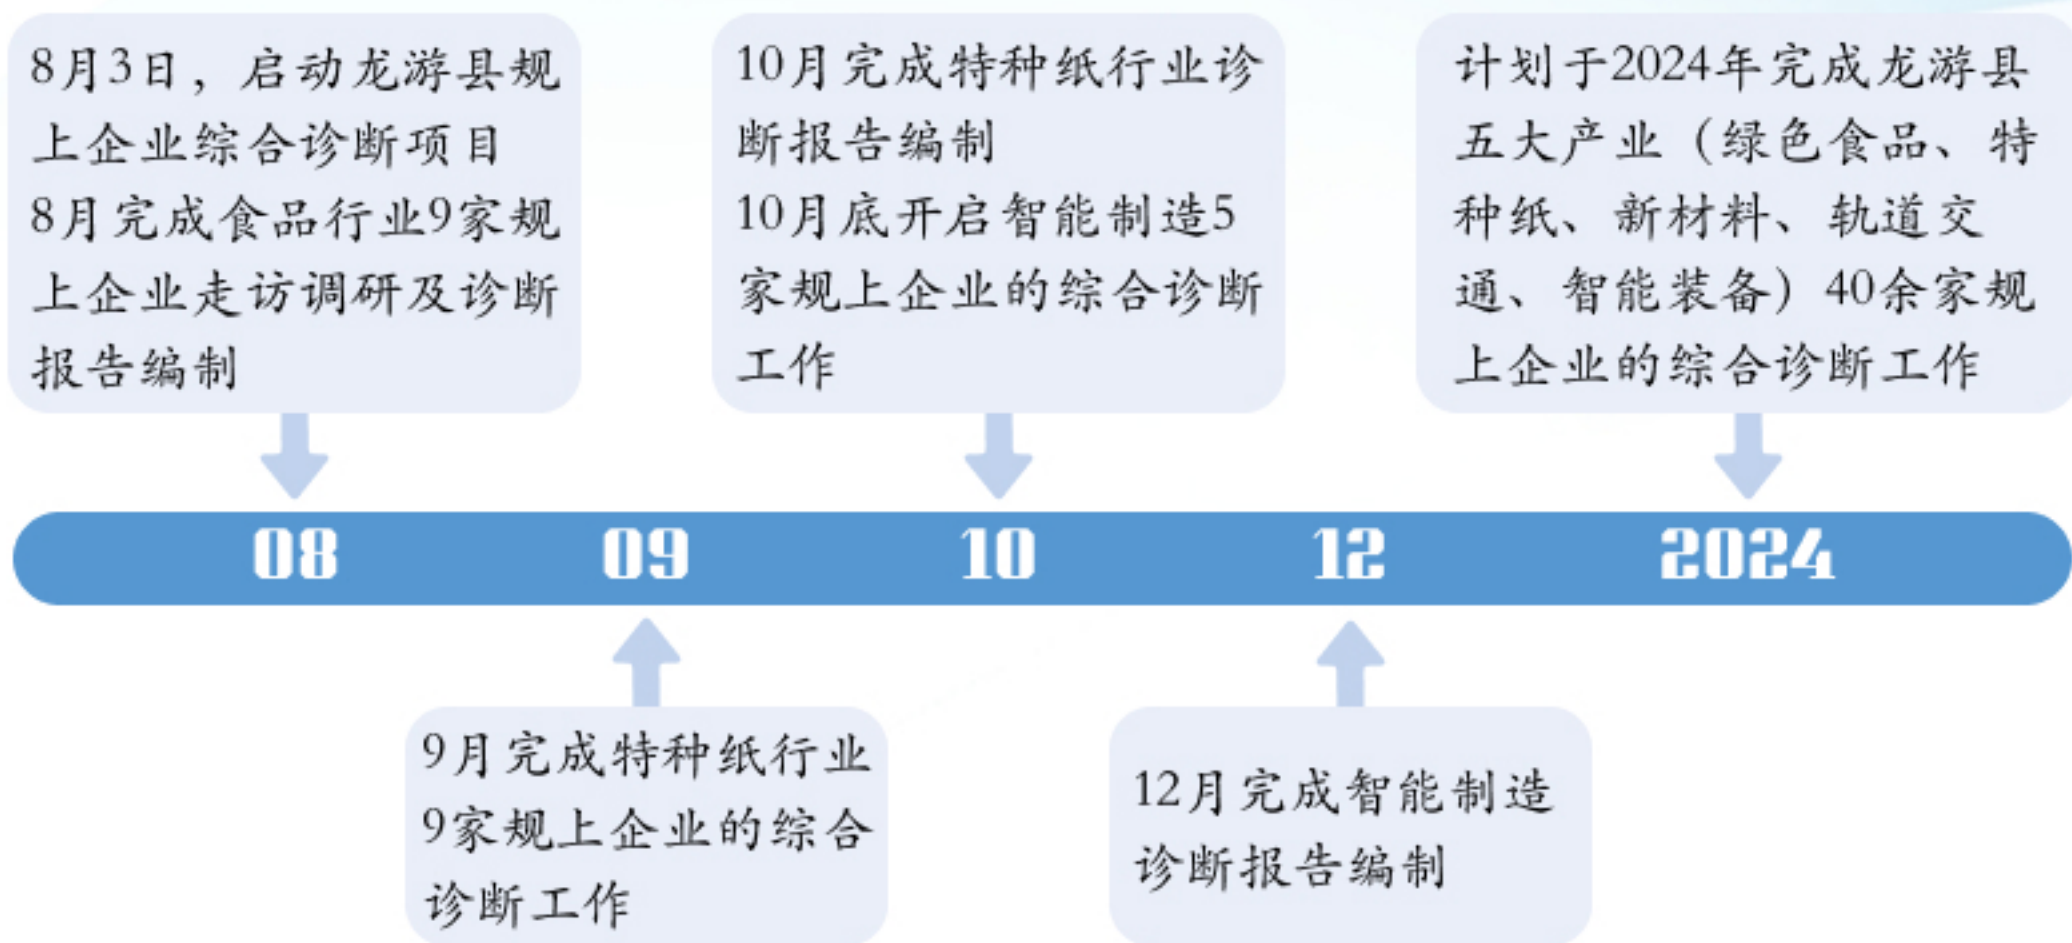 8月3日，启动龙游县规
上企业综合诊断项目
8月完成食品行业9家规
上企业走访调研及诊断
报告编制
10月完成特种纸行业诊
断报告编制
10月底开启智能制造5
家规上企业的综合诊断
工作
计划于2024年完成龙游县
五大产业（绿色食品、特
种纸、新材料、轨道交
通、智能装备）40余家规
上企业的综合诊断工作
08
09
10
12
2024
9月完成特种纸行业
9家规上企业的综合
诊断工作
12月完成智能制造
诊断报告编制